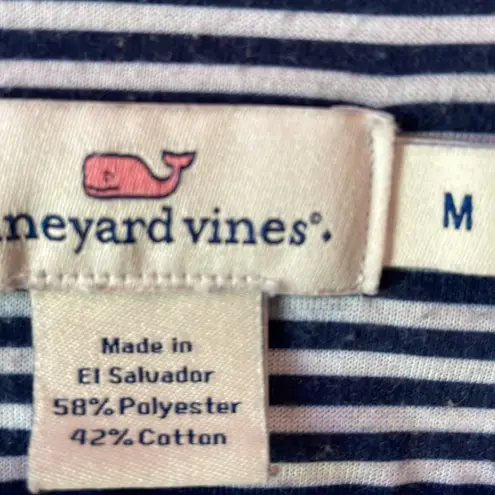 neyard vines®
M
Made in
El Salvador
58% Polyester
42% Cotton